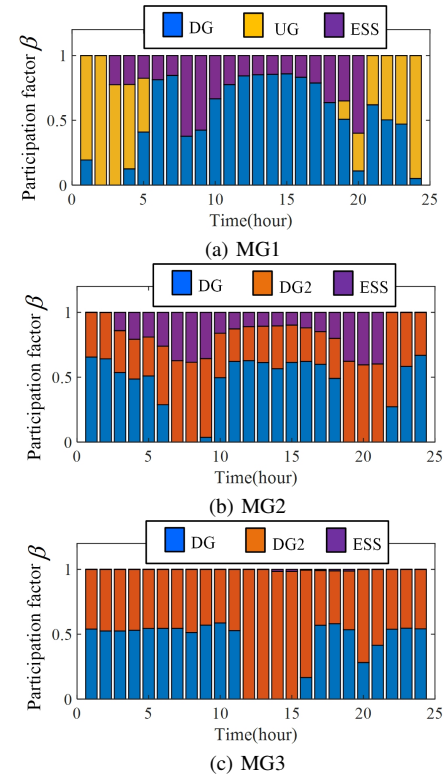 DG UG ESS
Participation factor β
1
0.5
0
0 5 10 15 20 25
Time(hour)
(a) MG1
DG DG2 ESS
Participation factor β
1
0.5
0
0 5 10 15 20 25
Time(hour)
(b) MG2
DG DG2 ESS
Participation factor β
1
0.5
0
0 5 10 15 20 25
Time(hour)
(c) MG3